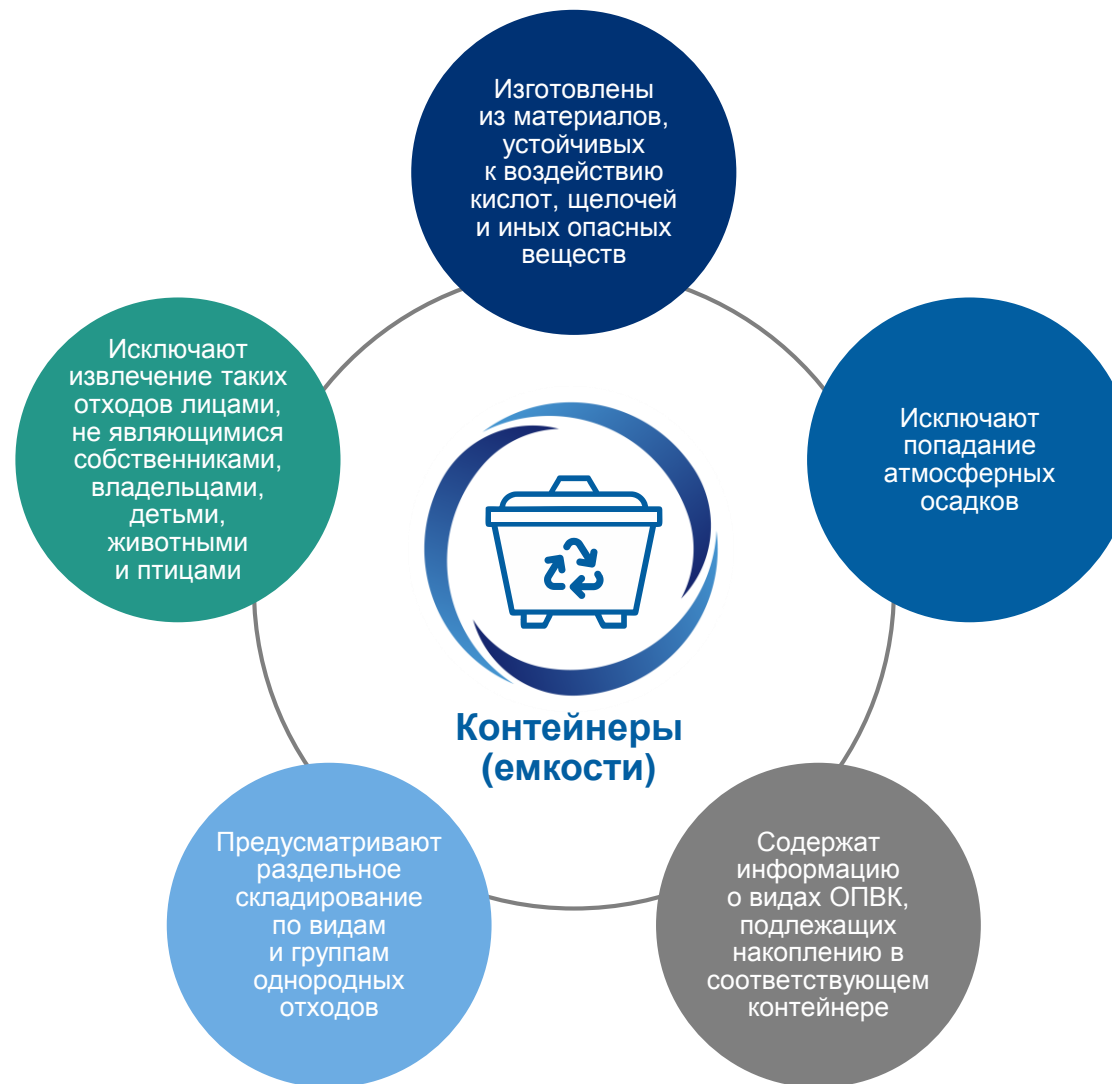 Изготовлены
из материалов,
устойчивых
к воздействию
кислот, щелочей
и иных опасных
веществ
Исключают
извлечение таких
отходов лицами,
не являющимися
собственниками,
владельцами,
детьми,
животными
и птицами
Исключают
попадание
атмосферных
осадков
Контейнеры
(емкости)
Предусматривают
раздельное
складирование
по видам
и группам
однородных
отходов
Содержат
информацию
о видах ОПВК,
подлежащих
накоплению в
соответствующем
контейнере